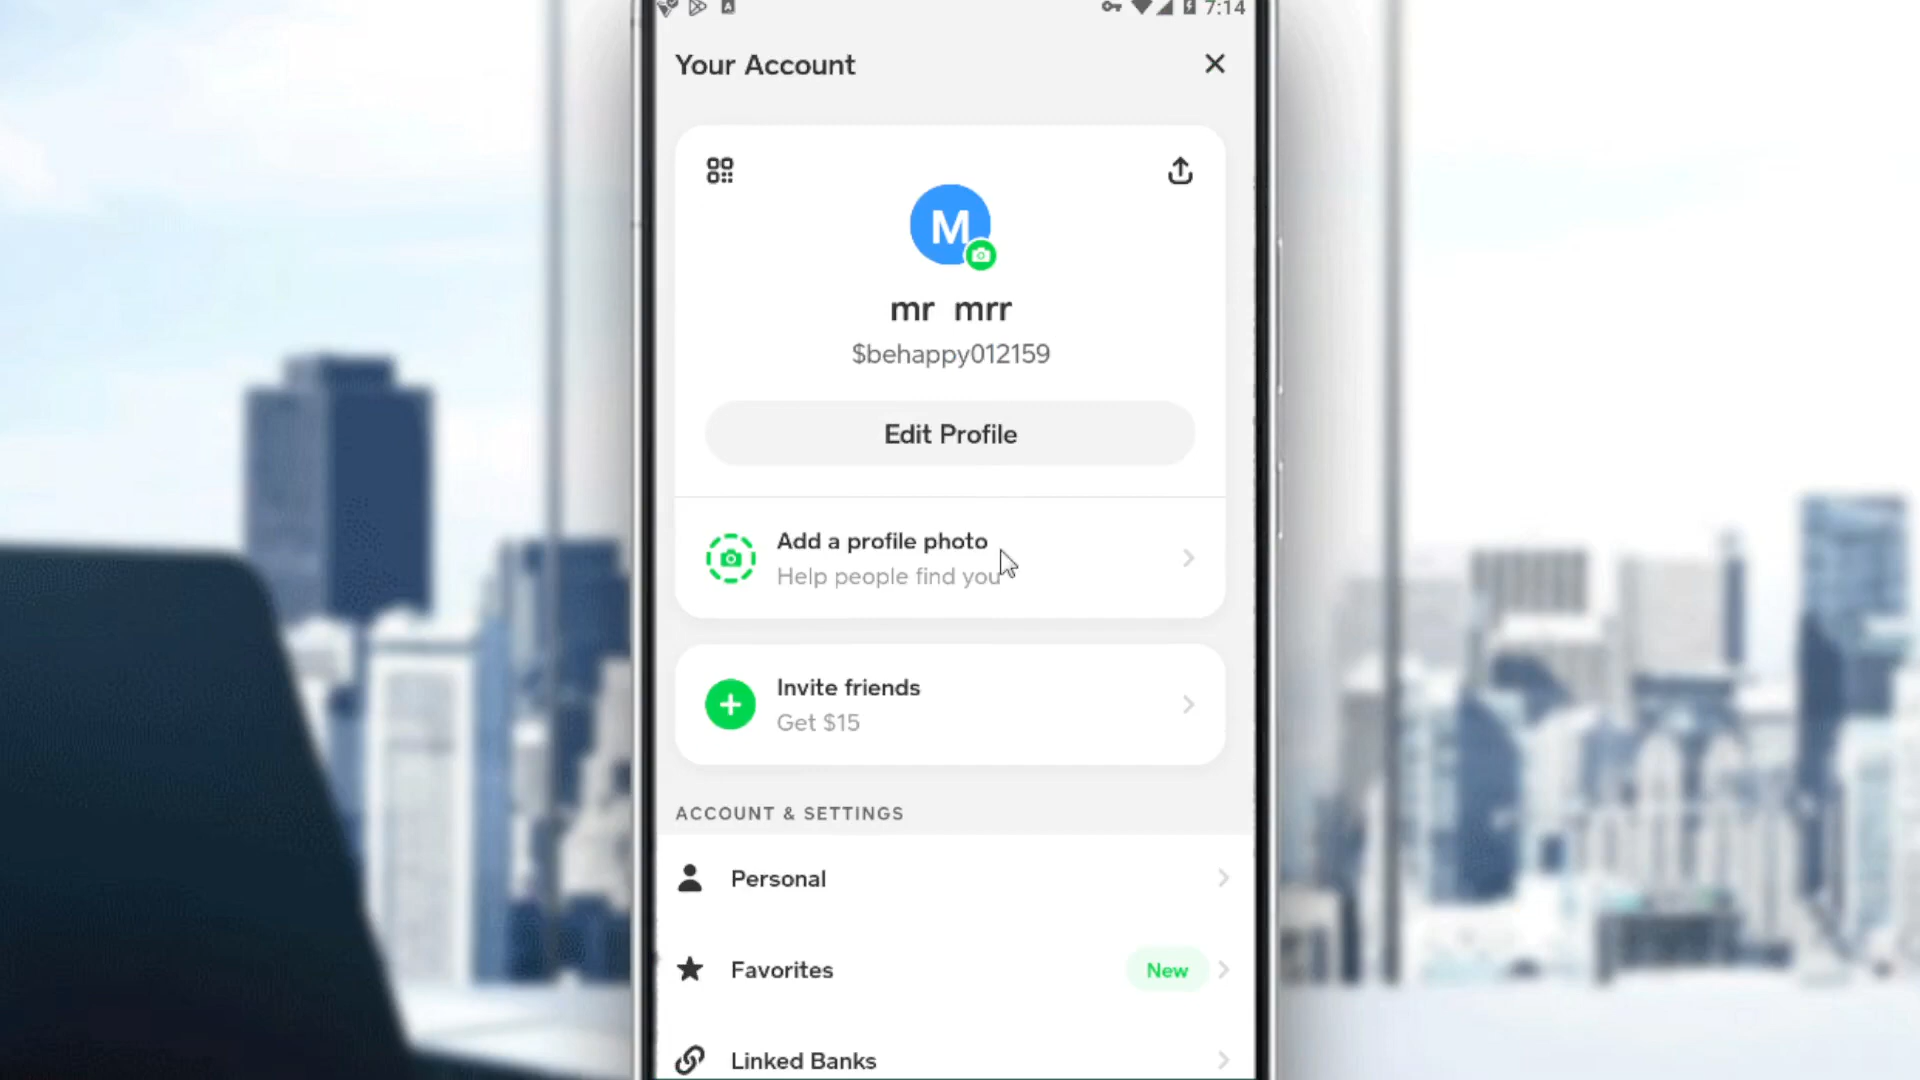 7:14
Your Account
M
mr mrr
$behappy012159
Edit Profile
Add a profile photo
Help people find you
Invite friends
Get $15
ACCOUNT & SETTINGS
Personal
Favorites
New
Linked Banks